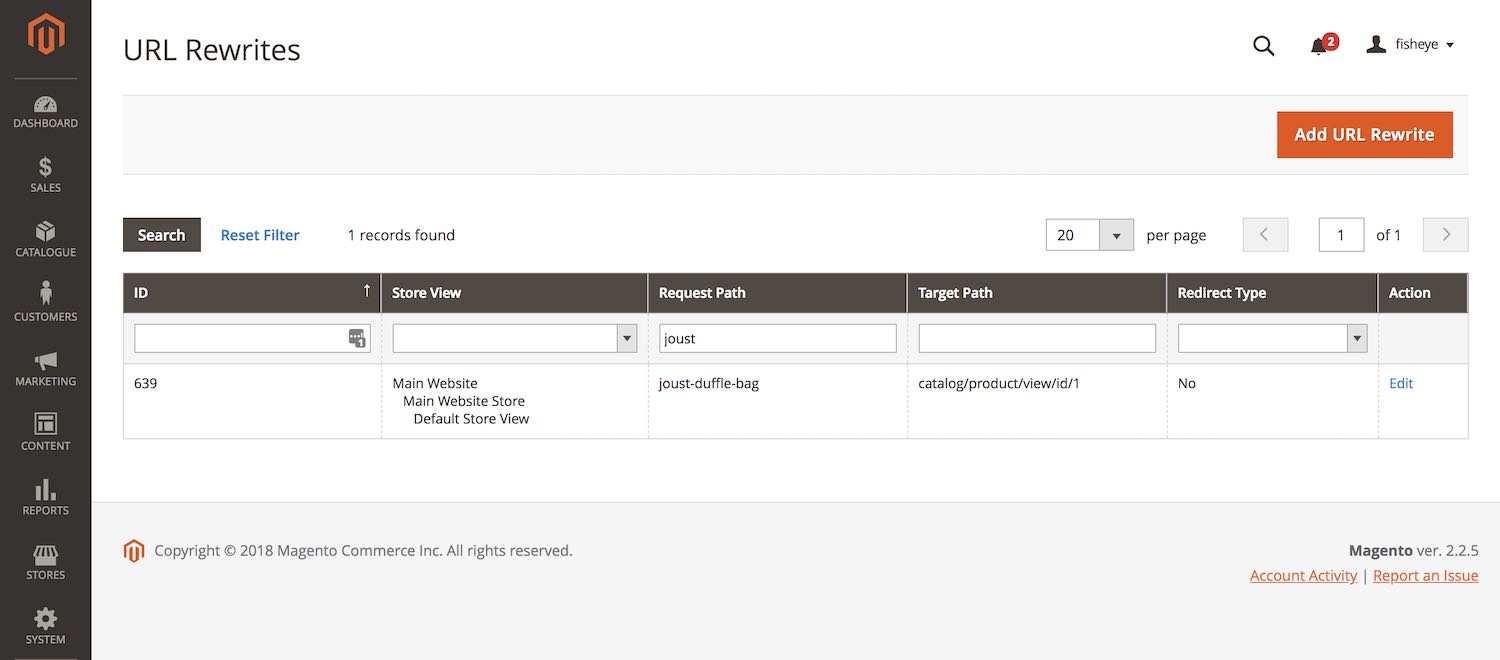 URL Rewrites
2
fisheye
Add URL Rewrite
DASHBOARD
SALES
CATALOGUE
CUSTOMERS
MARKETING
CONTENT
REPORTS
STORES
SYSTEM
Search Reset Filter 1 records found 20 per page 1 of 1
ID ↑ Store View Request Path Target Path Redirect Type Action
1 joust
639 Main Website joust-duffle-bag catalog/product/view/id/1 No Edit
Main Website Store
Default Store View
Copyright © 2018 Magento Commerce Inc. All rights reserved. Magento ver. 2.2.5
Account Activity | Report an Issue